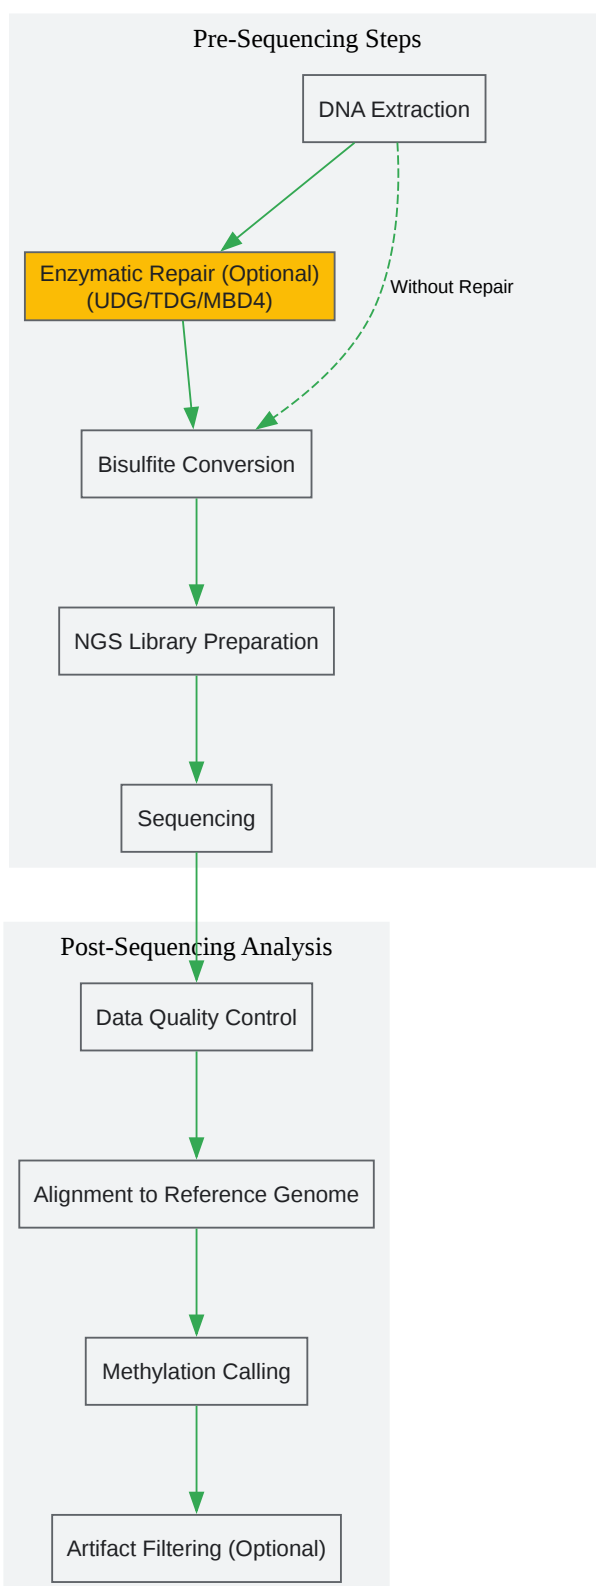 Pre-Sequencing Steps
DNA Extraction
Enzymatic Repair (Optional)
(UDG/TDG/MBD4)
Without Repair
Bisulfite Conversion
NGS Library Preparation
Sequencing
Post-Sequencing Analysis
Data Quality Control
Alignment to Reference Genome
Methylation Calling
Artifact Filtering (Optional)